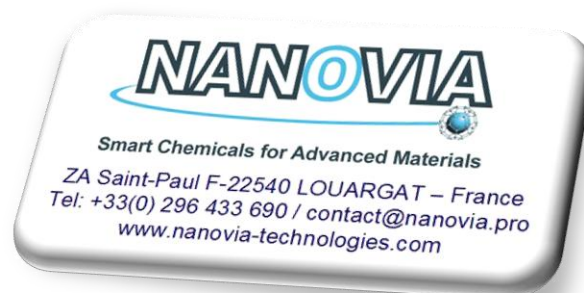 NANOVIA
Smart Chemicals for Advanced Materials
ZA Saint-Paul F-22540 LOUARGAT – France
Tel: +33(0) 296 433 690 / contact@nanovia.pro
www.nanovia-technologies.com